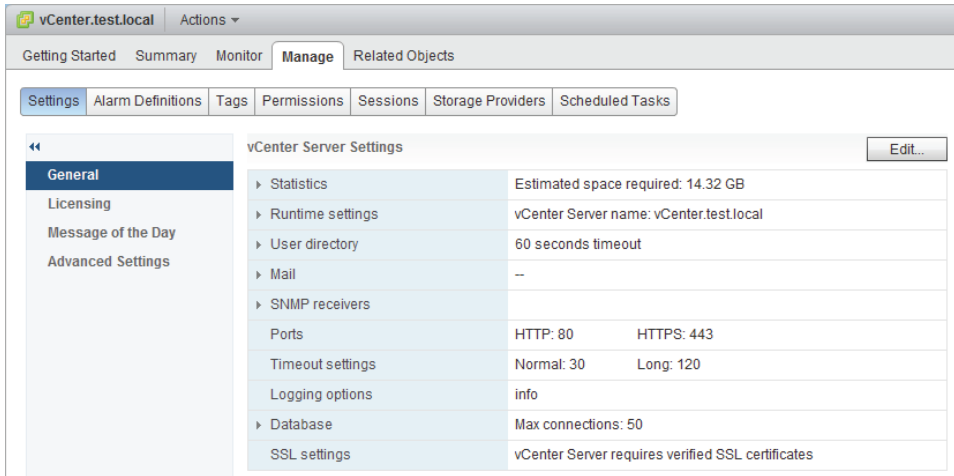 vCenter.test.local Actions
Getting Started Summary Monitor Manage Related Objects
Settings Alarm Definitions Tags Permissions Sessions Storage Providers Scheduled Tasks
vCenter Server Settings Edit...
General
Licensing
Message of the Day
Advanced Settings
Statistics Estimated space required: 14.32 GB
Runtime settings vCenter Server name: vCenter.test.local
User directory 60 seconds timeout
Mail --
SNMP receivers
Ports HTTP: 80 HTTPS: 443
Timeout settings Normal: 30 Long: 120
Logging options info
Database Max connections: 50
SSL settings vCenter Server requires verified SSL certificates